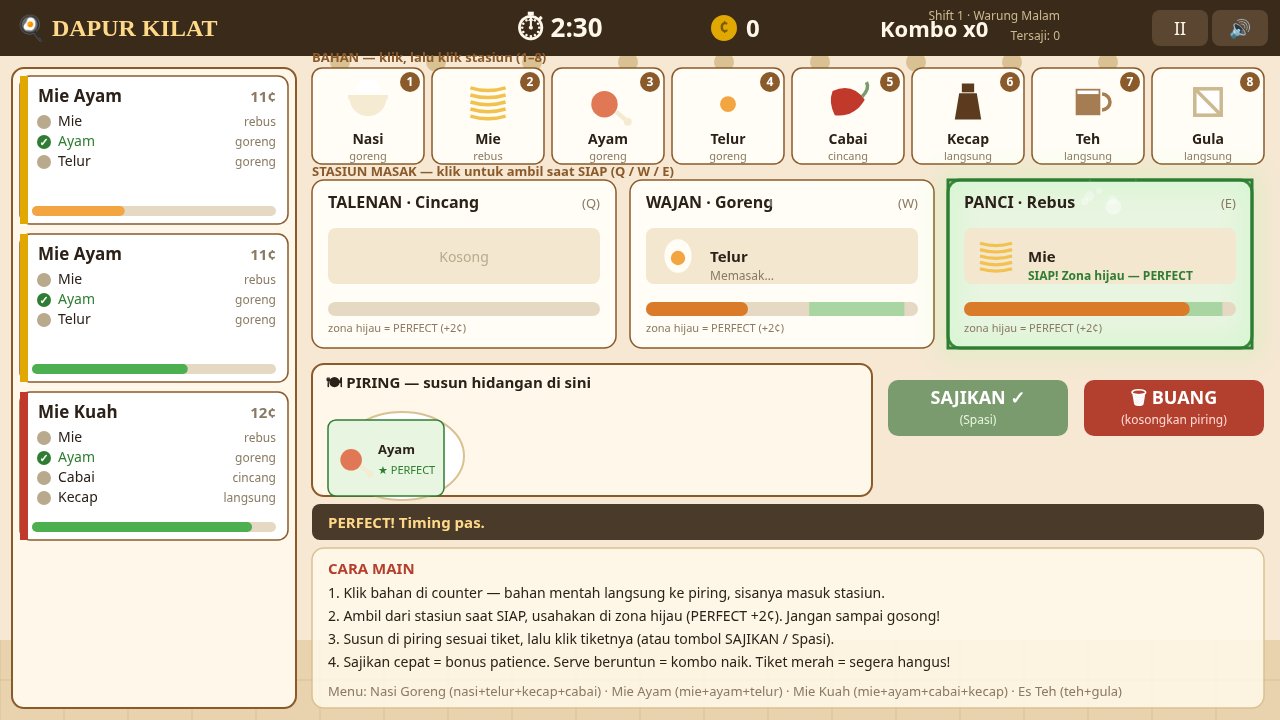 DAPUR KILAT
2:30
¢ 0
Kombo x0
Shift 1 · Warung Malam
Tersaji: 0
II
Mie Ayam 11¢
Mie rebus
Ayam goreng
Telur goreng
Mie Ayam 11¢
Mie rebus
Ayam goreng
Telur goreng
Mie Kuah 12¢
Mie rebus
Ayam goreng
Cabai cincang
Kecap langsung
BAHAN — klik, lalu klik stasiun (1–8)
1
Nasi
goreng
2
Mie
rebus
3
Ayam
goreng
4
Telur
goreng
5
Cabai
cincang
6
Kecap
langsung
7
Teh
langsung
8
Gula
langsung
STASIUN MASAK — klik untuk ambil saat SIAP (Q / W / E)
TALENAN · Cincang (Q)
Kosong
zona hijau = PERFECT (+2¢)
WAJAN · Goreng (W)
Telur
Memasak...
zona hijau = PERFECT (+2¢)
PANCI · Rebus (E)
Mie
SIAP! Zona hijau — PERFECT
zona hijau = PERFECT (+2¢)
PIRING — susun hidangan di sini
Ayam
★ PERFECT
SAJIKAN ✓
(Spasi)
BUANG
(kosongkan piring)
PERFECT! Timing pas.
CARA MAIN
1. Klik bahan di counter — bahan mentah langsung ke piring, sisanya masuk stasiun.
2. Ambil dari stasiun saat SIAP, usahakan di zona hijau (PERFECT +2¢). Jangan sampai gosong!
3. Susun di piring sesuai tiket, lalu klik tiketnya (atau tombol SAJIKAN / Spasi).
4. Sajikan cepat = bonus patience. Serve beruntun = kombo naik. Tiket merah = segera hangus!
Menu: Nasi Goreng (nasi+telur+kecap+cabai) · Mie Ayam (mie+ayam+telur) · Mie Kuah (mie+ayam+cabai+kecap) · Es Teh (teh+gula)